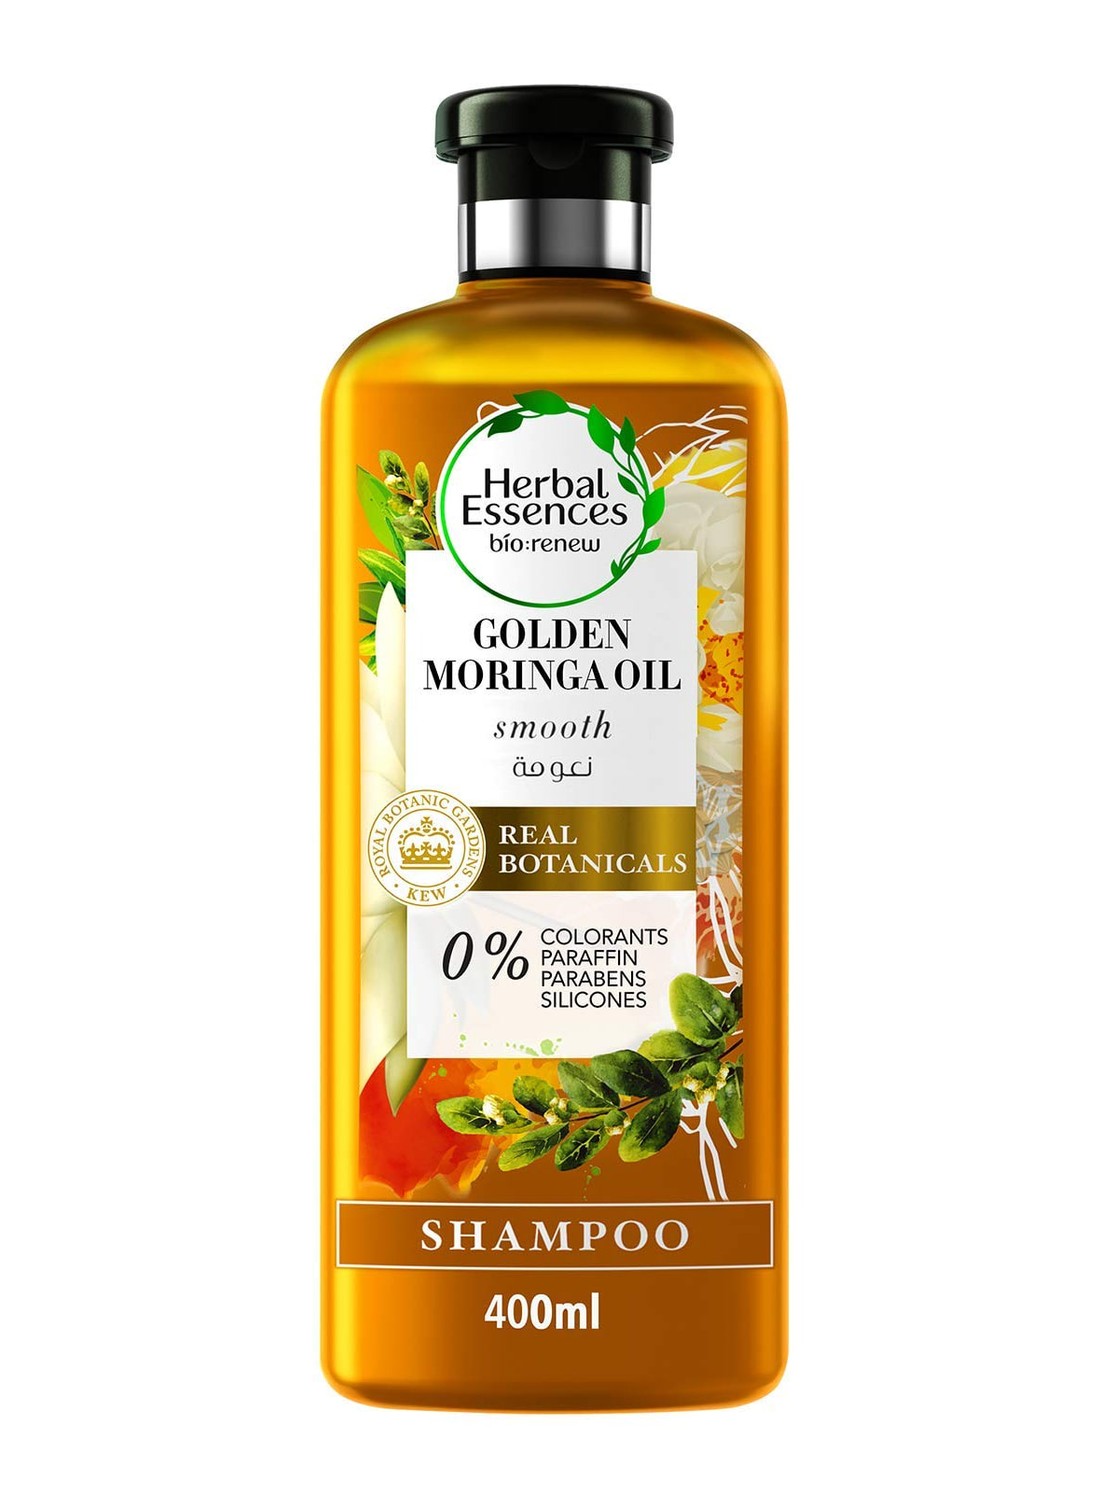 Herbal
Essences
bío:renew
GOLDEN
MORINGA OIL
smooth
نعومة
ROYAL BOTANIC GARDENS
KEW
REAL
BOTANICALS
0%
COLORANTS
PARAFFIN
PARABENS
SILICONES
SHAMPOO
400ml